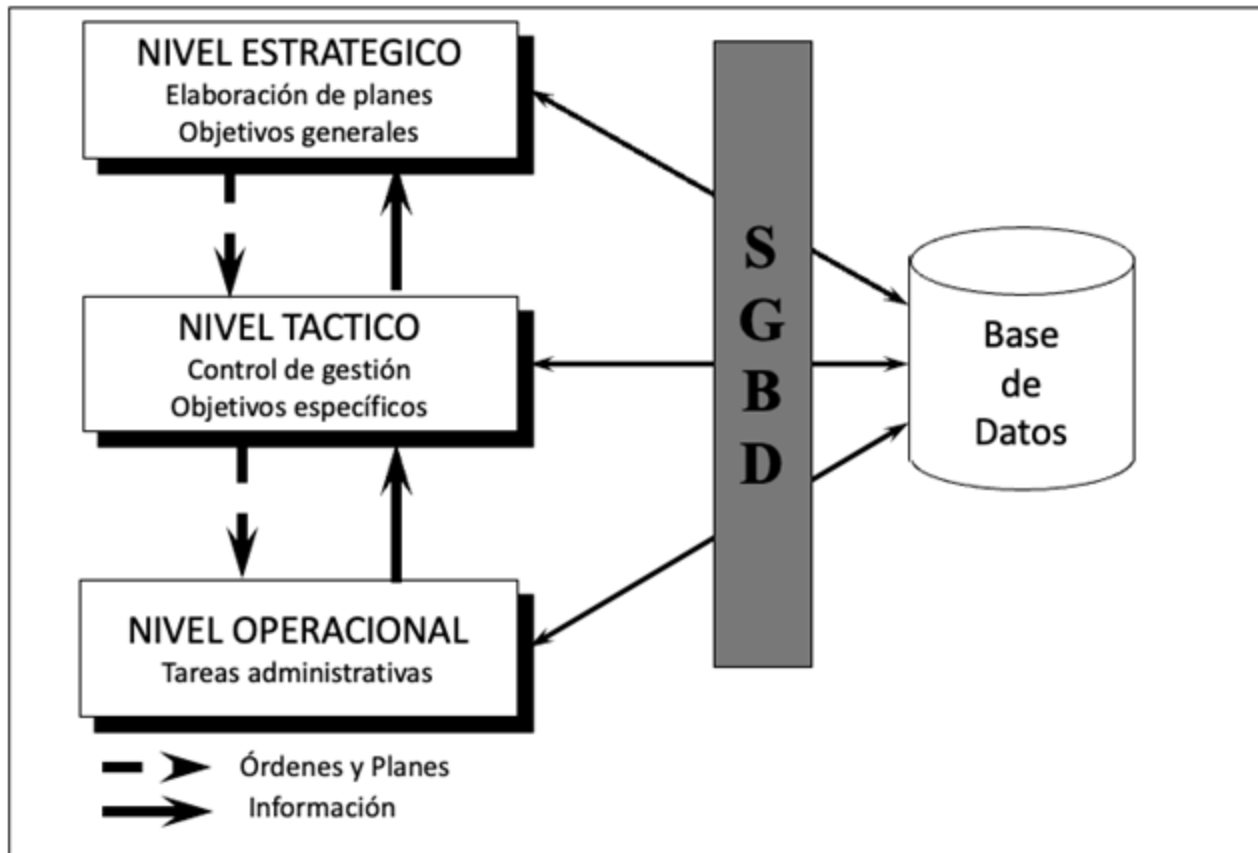 NIVEL ESTRATEGICO
Elaboración de planes
Objetivos generales
NIVEL TACTICO
Control de gestión
Objetivos específicos
NIVEL OPERACIONAL
Tareas administrativas
Órdenes y Planes
Información
S
G
B
D
Base
de
Datos